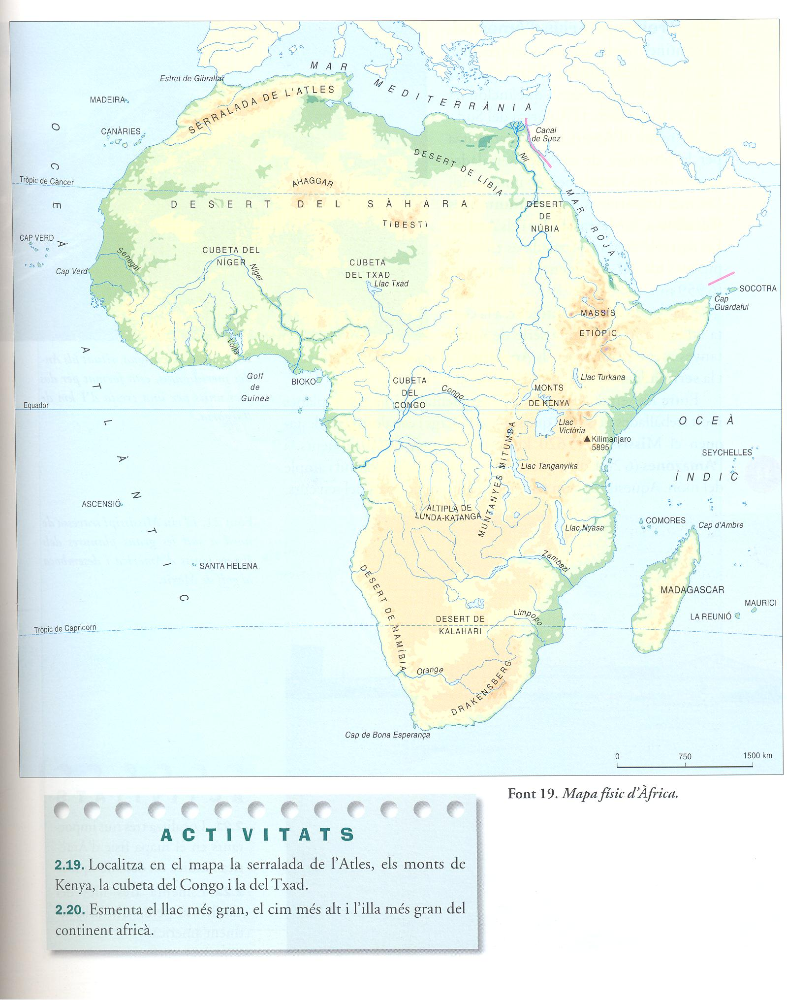 MAR
MEDITERRÀNIA
Estret de Gibraltar
SERRALADA DE L'ATLES
MADEIRA
CANÀRIES
Canal
de Suez
Nil
DESERT DE LÍBIA
Tròpic de Càncer
AHAGGAR
DESERT DEL SÀHARA
TIBESTI
DESERT
DE
NÚBIA
MAR ROJA
CAP VERD
Cap Verd
Senegal
CUBETA DEL
NÍGER
Níger
CUBETA
DEL TXAD
Llac Txad
SOCOTRA
Cap
Guardafui
MASSÍS
ETIÒPIC
Volta
Golf
de
Guinea
BIOKO
CUBETA
DEL
CONGO
Congo
Llac Turkana
MONTS
DE KENYA
Equador
OCEÀ ATLÀNTIC
Llac
Victòria
Kilimanjaro
5895
OCEÀ
ÍNDIC
SEYCHELLES
MUNTANYES MITUMBA
Llac Tanganyika
ASCENSIÓ
ALTIPLÀ DE
LUNDA-KATANGA
Llac Nyasa
COMORES
Cap d'Ambre
SANTA HELENA
Zambezi
DESERT DE NAMÍBIA
MADAGASCAR
MAURICI
LA REUNIÓ
DESERT DE
KALAHARI
Limpopo
Tròpic de Capricorn
Orange
DRAKENSBERG
Cap de Bona Esperança
0 750 1500 km
Font 19. Mapa físic d'Àfrica.
ACTIVITATS
2.19. Localitza en el mapa la serralada de l'Atles, els monts de
Kenya, la cubeta del Congo i la del Txad.
2.20. Esmenta el llac més gran, el cim més alt i l'illa més gran del
continent africà.